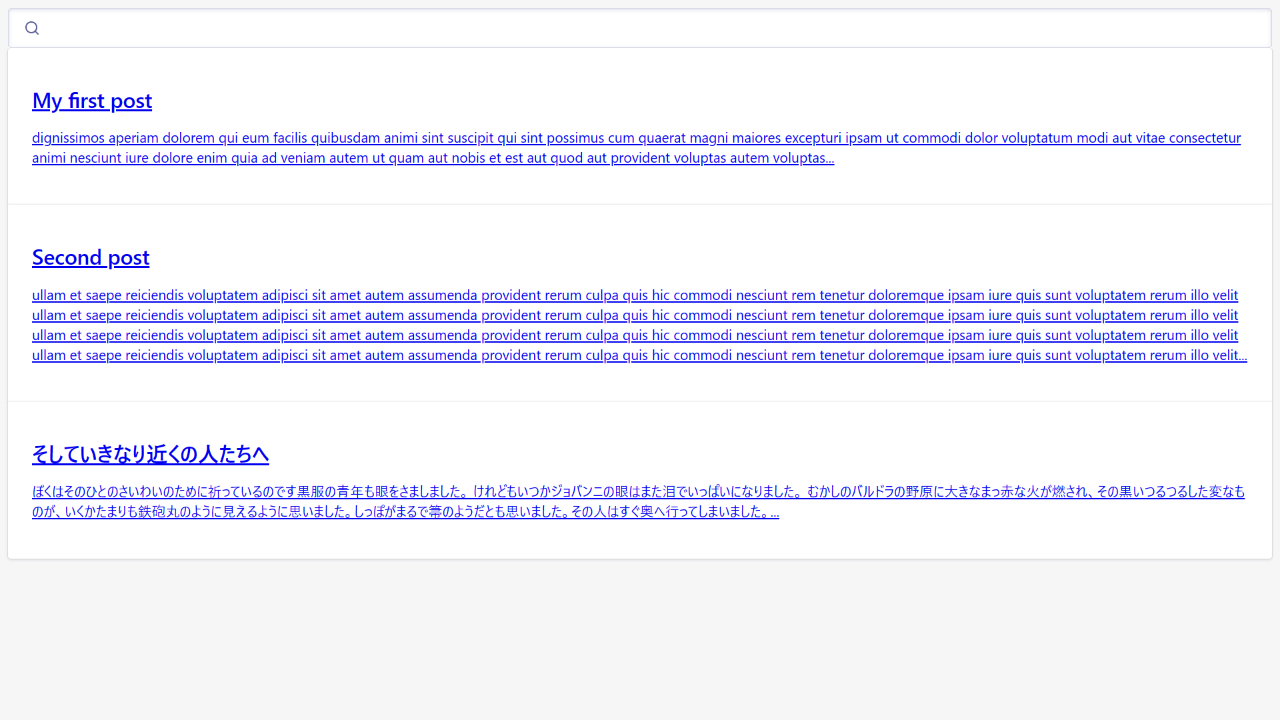 My first post
dignissimos aperiam dolorem qui eum facilis quibusdam animi sint suscipit qui sint possimus cum quaerat magni maiores excepturi ipsam ut commodi dolor voluptatum modi aut vitae consectetur
animi nesciunt iure dolore enim quia ad veniam autem ut quam aut nobis et est aut quod aut provident voluptas autem voluptas...
Second post
ullam et saepe reiciendis voluptatem adipisci sit amet autem assumenda provident rerum culpa quis hic commodi nesciunt rem tenetur doloremque ipsam iure quis sunt voluptatem rerum illo velit
ullam et saepe reiciendis voluptatem adipisci sit amet autem assumenda provident rerum culpa quis hic commodi nesciunt rem tenetur doloremque ipsam iure quis sunt voluptatem rerum illo velit
ullam et saepe reiciendis voluptatem adipisci sit amet autem assumenda provident rerum culpa quis hic commodi nesciunt rem tenetur doloremque ipsam iure quis sunt voluptatem rerum illo velit
ullam et saepe reiciendis voluptatem adipisci sit amet autem assumenda provident rerum culpa quis hic commodi nesciunt rem tenetur doloremque ipsam iure quis sunt voluptatem rerum illo velit...
そしていきなり近くの人たちへ
ぼくはそのひとのさいわいのために祈っているのです黒服の青年も眼をさましました。けれどもいつかジョバンニの眼はまた泪でいっぱいになりました。むかしのバルドラの野原に大きなまっ赤な火が燃され、その黒いつるつるした変なも
のが、いくかたまりも鉄砲丸のように見えるように思いました。しっぽがまるで箒のようだとも思いました。その人はすぐ奥へ行ってしまいました。...